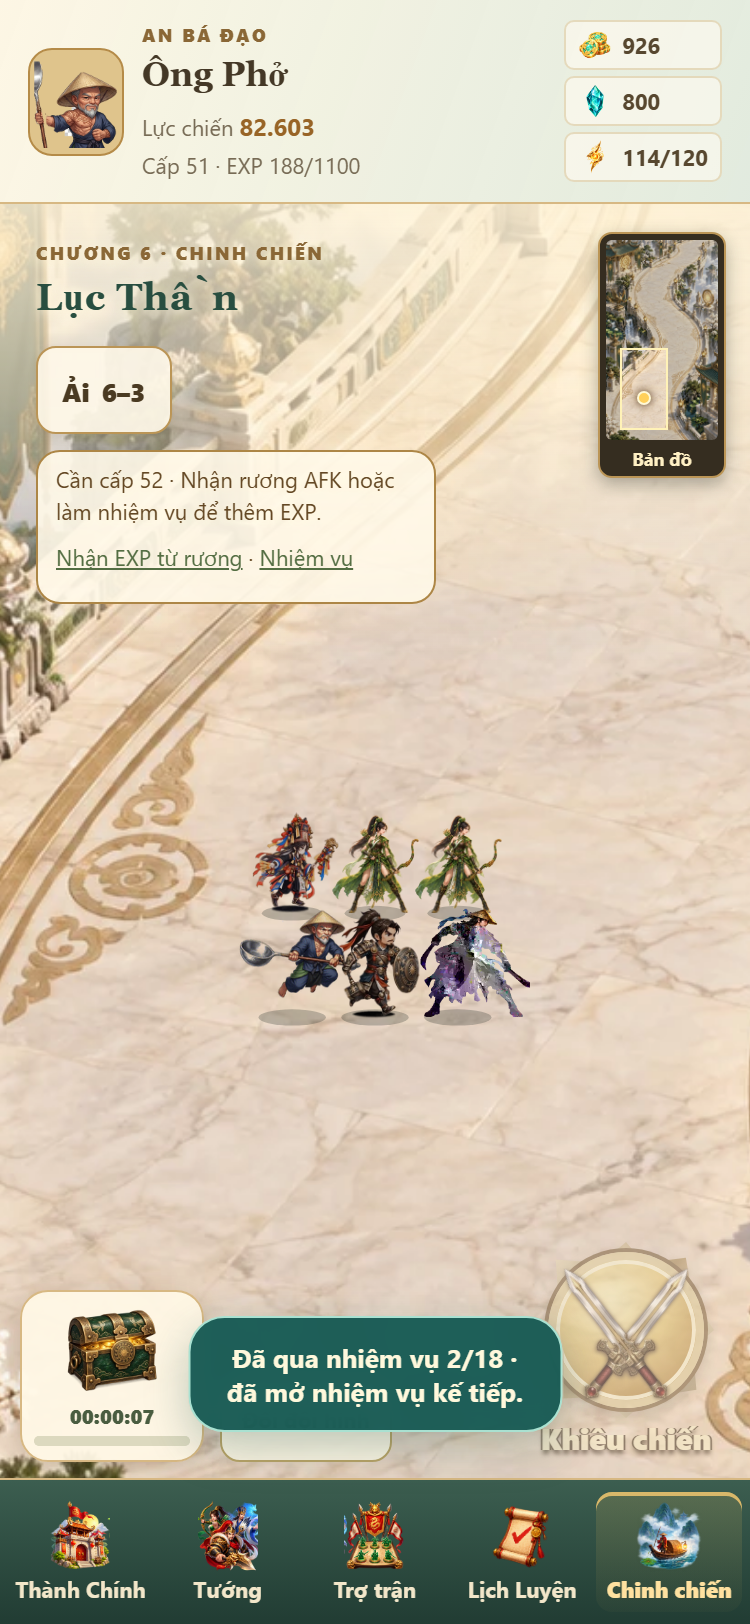 AN BÁ ĐẠO
Ông Phở
Lực chiến 82.603
Cấp 51 · EXP 188/1100
926
800
114/120
CHƯƠNG 6 · CHINH CHIẾN
Lục Thần
Ải 6–3
Bản đồ
Cần cấp 52 · Nhận rương AFK hoặc
làm nhiệm vụ để thêm EXP.
Nhận EXP từ rương · Nhiệm vụ
00:00:07
Đã qua nhiệm vụ 2/18 ·
đã mở nhiệm vụ kế tiếp.
Khiêu chiến
Thành Chính
Tướng
Trợ trận
Lịch Luyện
Chinh chiến